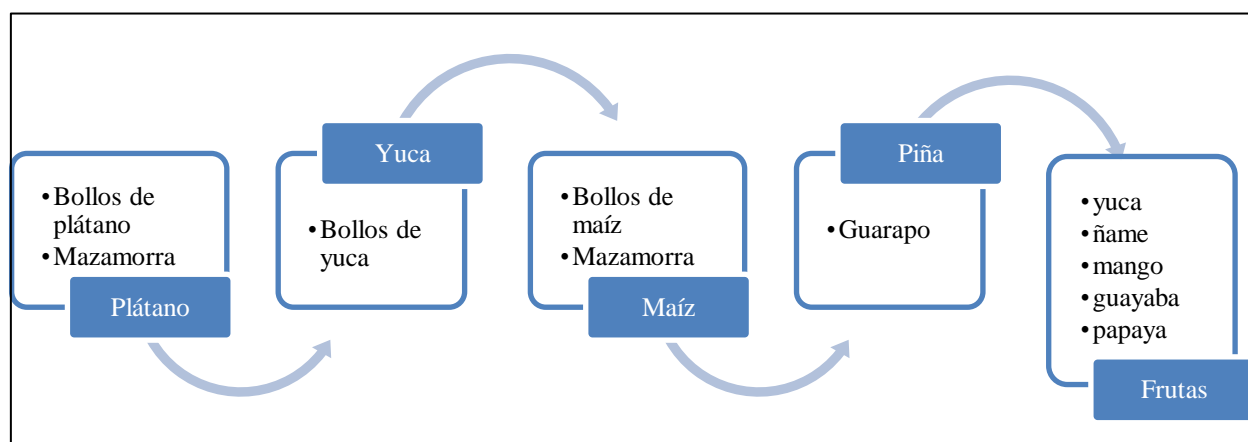 • Bollos de
plátano
• Mazamorra
Plátano
Yuca
• Bollos de
yuca
• Bollos de
maíz
• Mazamorra
Maíz
Piña
• Guarapo
• yuca
• ñame
• mango
• guayaba
• papaya
Frutas